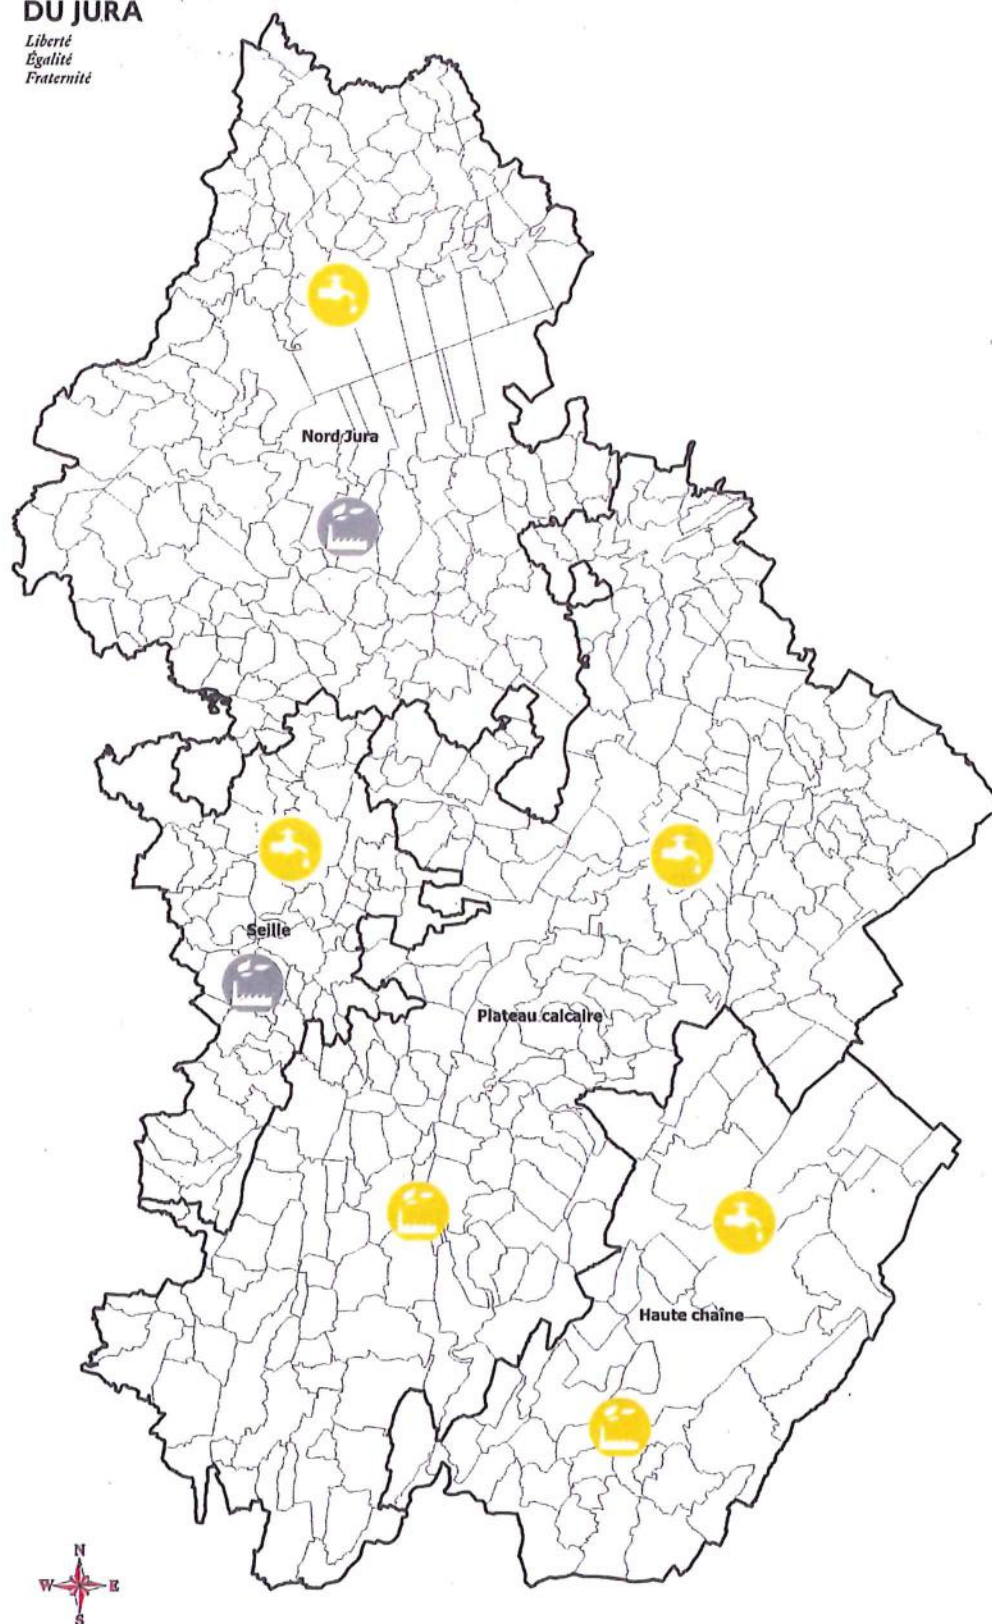 DU JURA
Liberté
Égalité
Fraternité
Nord Jura
Seille
Plateau calcaire
Haute chaîne
N
W E
S